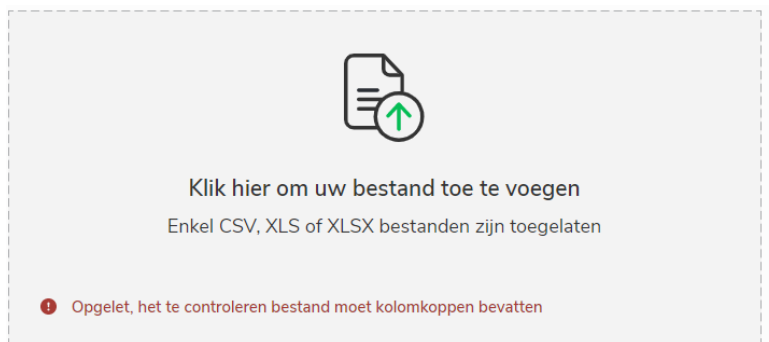 Klik hier om uw bestand toe te voegen
Enkel CSV, XLS of XLSX bestanden zijn toegelaten
Opgelet, het te controleren bestand moet kolomkoppen bevatten